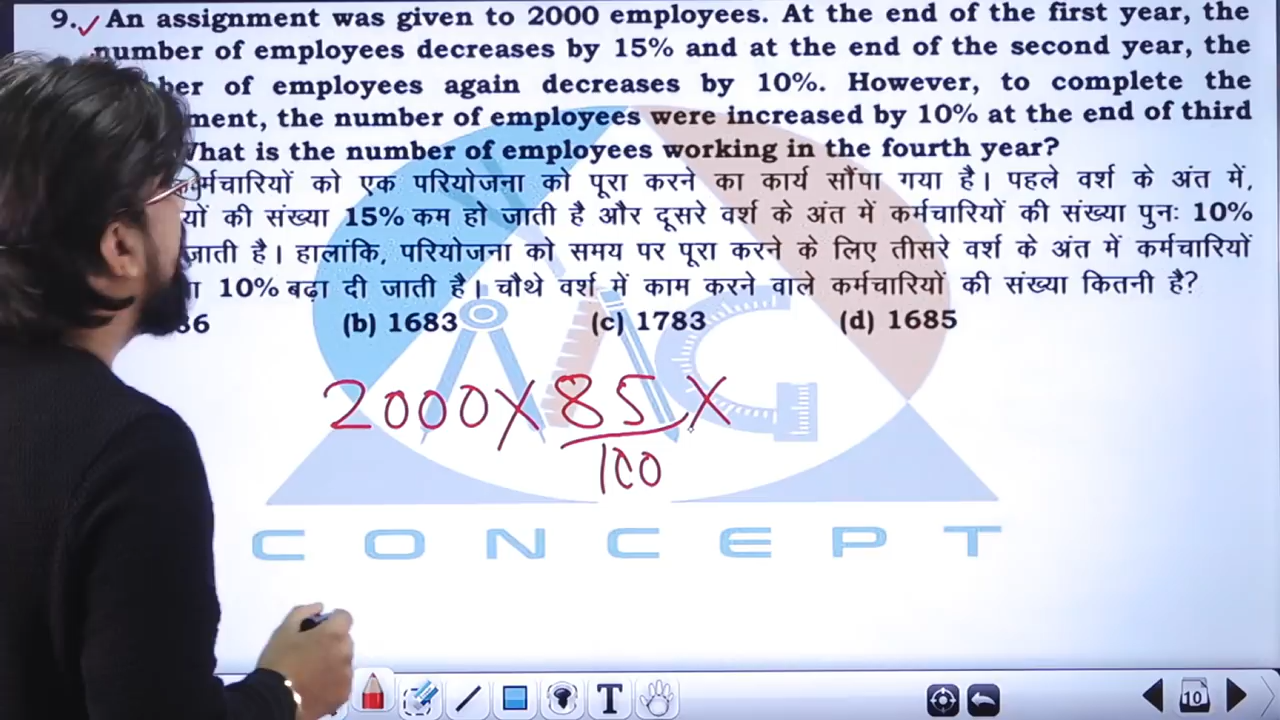 9. An assignment was given to 2000 employees. At the end of the first year, the
number of employees decreases by 15% and at the end of the second year, the
of employees again decreases by 10%. However, to complete the
the number of employees were increased by 10% at the end of third
What is the number of employees working in the fourth year?
को एक परियोजना को पूरा करने का कार्य सौंपा गया है। पहले वर्श के अंत में,
की संख्या 15% कम हो जाती है और दूसरे वर्श के अंत में कर्मचारियों की संख्या पुनः 10%
जाती है। हालांकि, परियोजना को समय पर पूरा करने के लिए तीसरे वर्श के अंत में कर्मचारियों
10% बढ़ा दी जाती है। चौथे वर्श में काम करने वाले कर्मचारियों की संख्या कितनी है?
(b) 1683 (c) 1783 (d) 1685
2000 X 85 X
100
CONCEPT
T
10